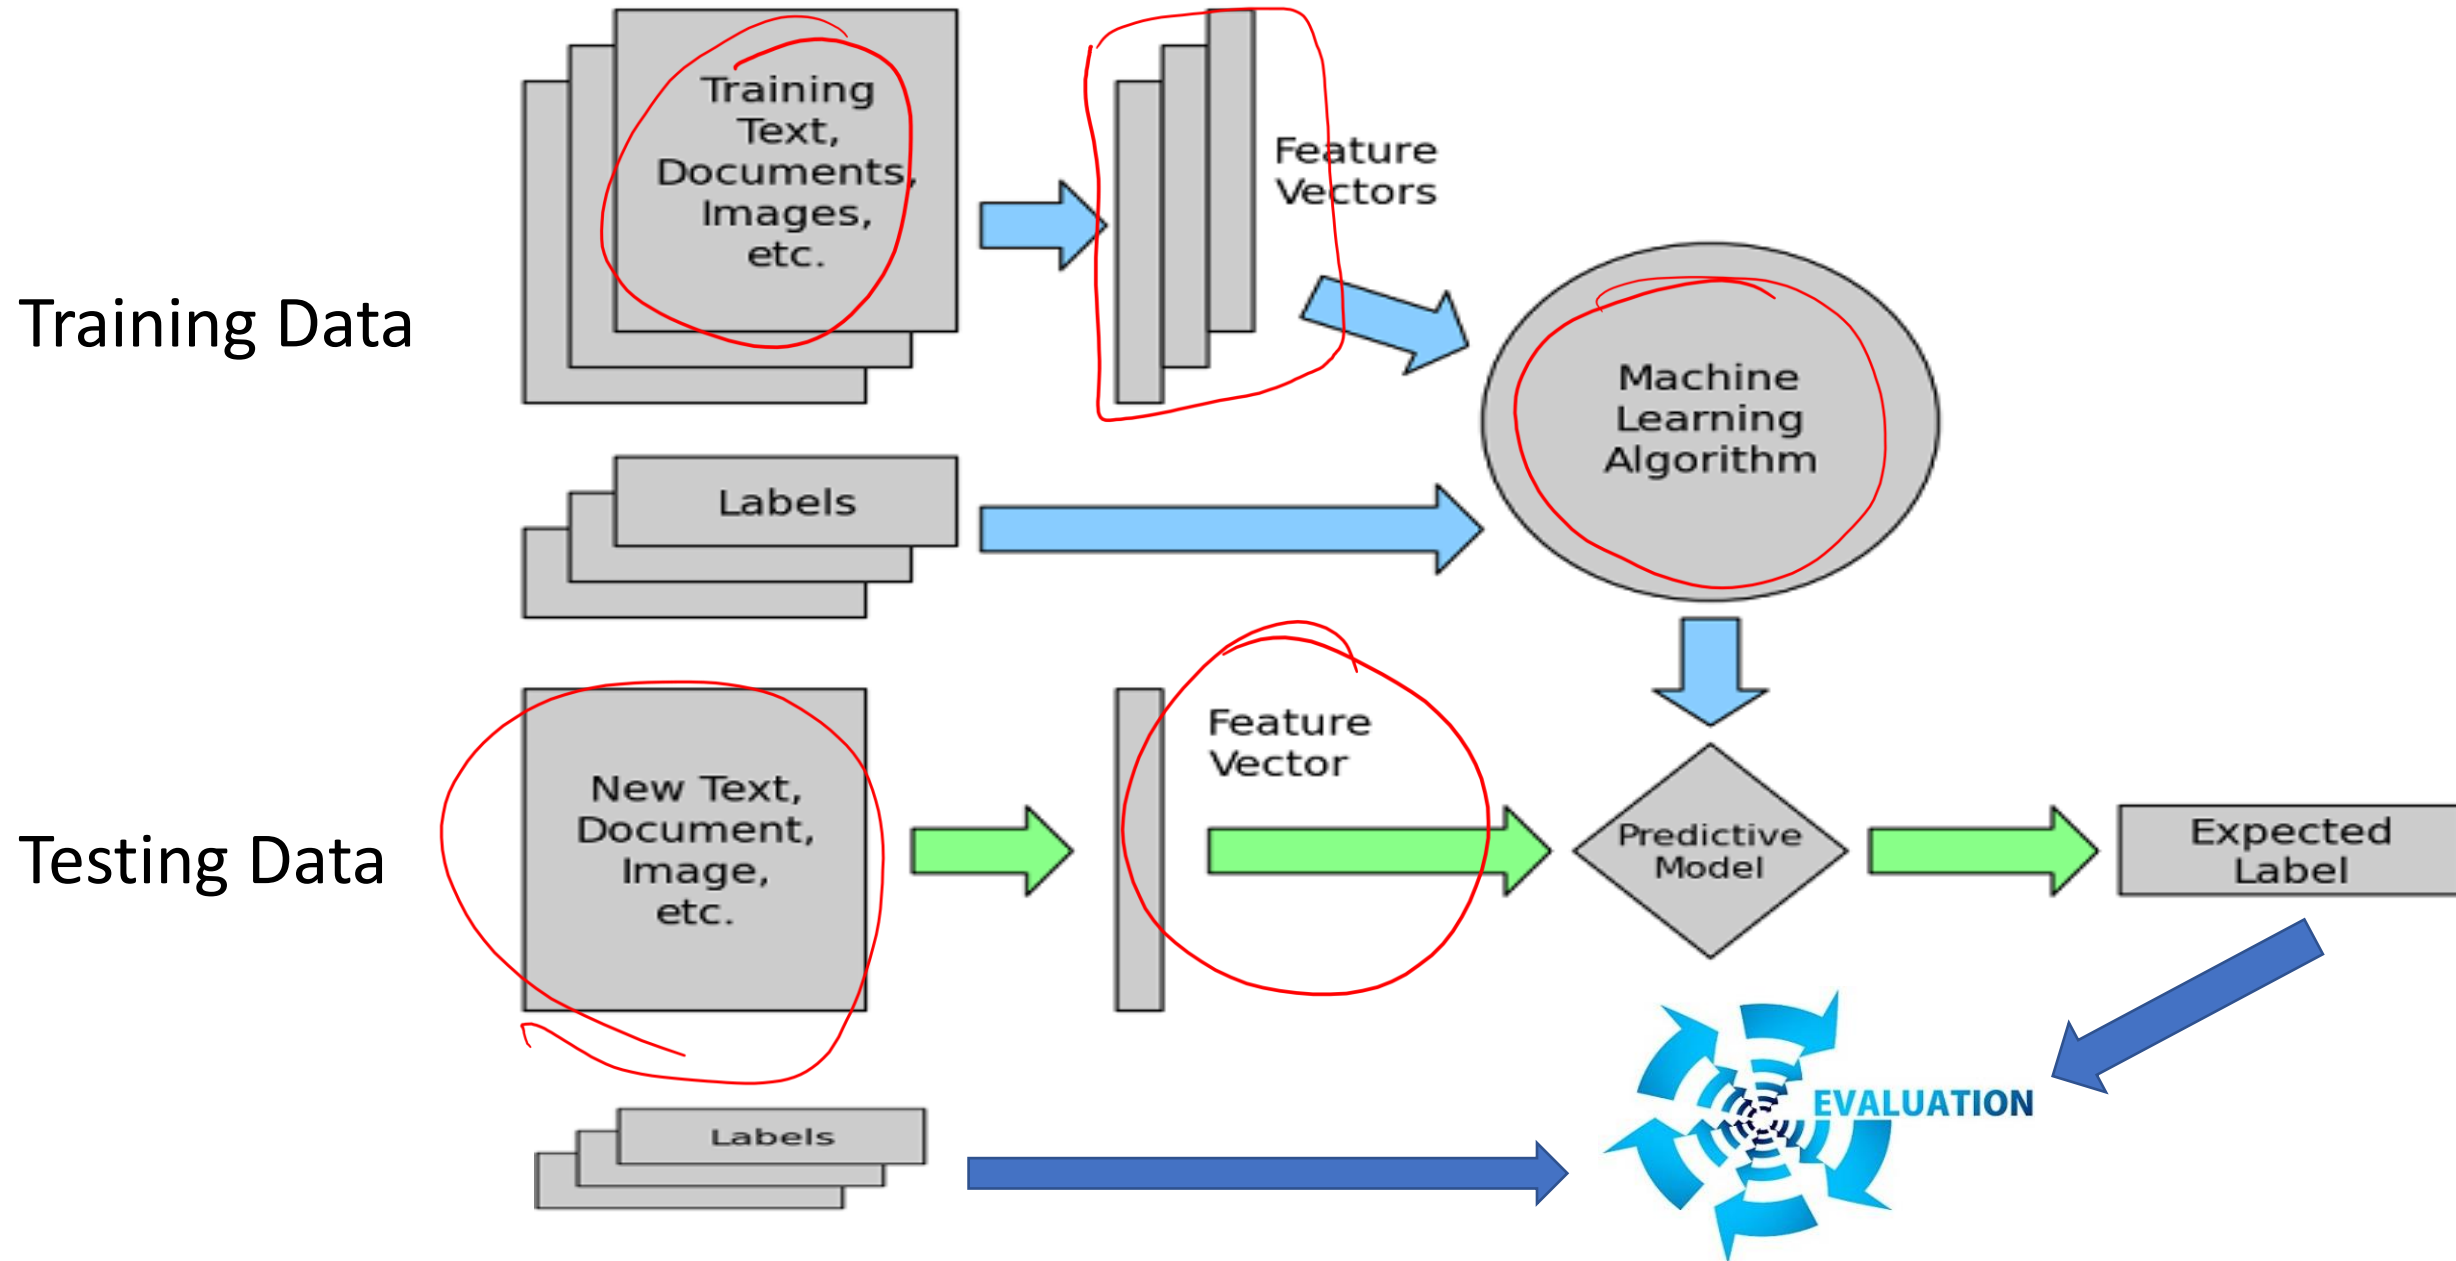 Training
Text,
Documents,
Images,
etc.
Feature
Vectors
Training Data
Machine
Learning
Algorithm
Labels
Feature
Vector
New Text,
Document,
Image,
etc.
Testing Data
Predictive
Model
Expected
Label
EVALUATION
Labels